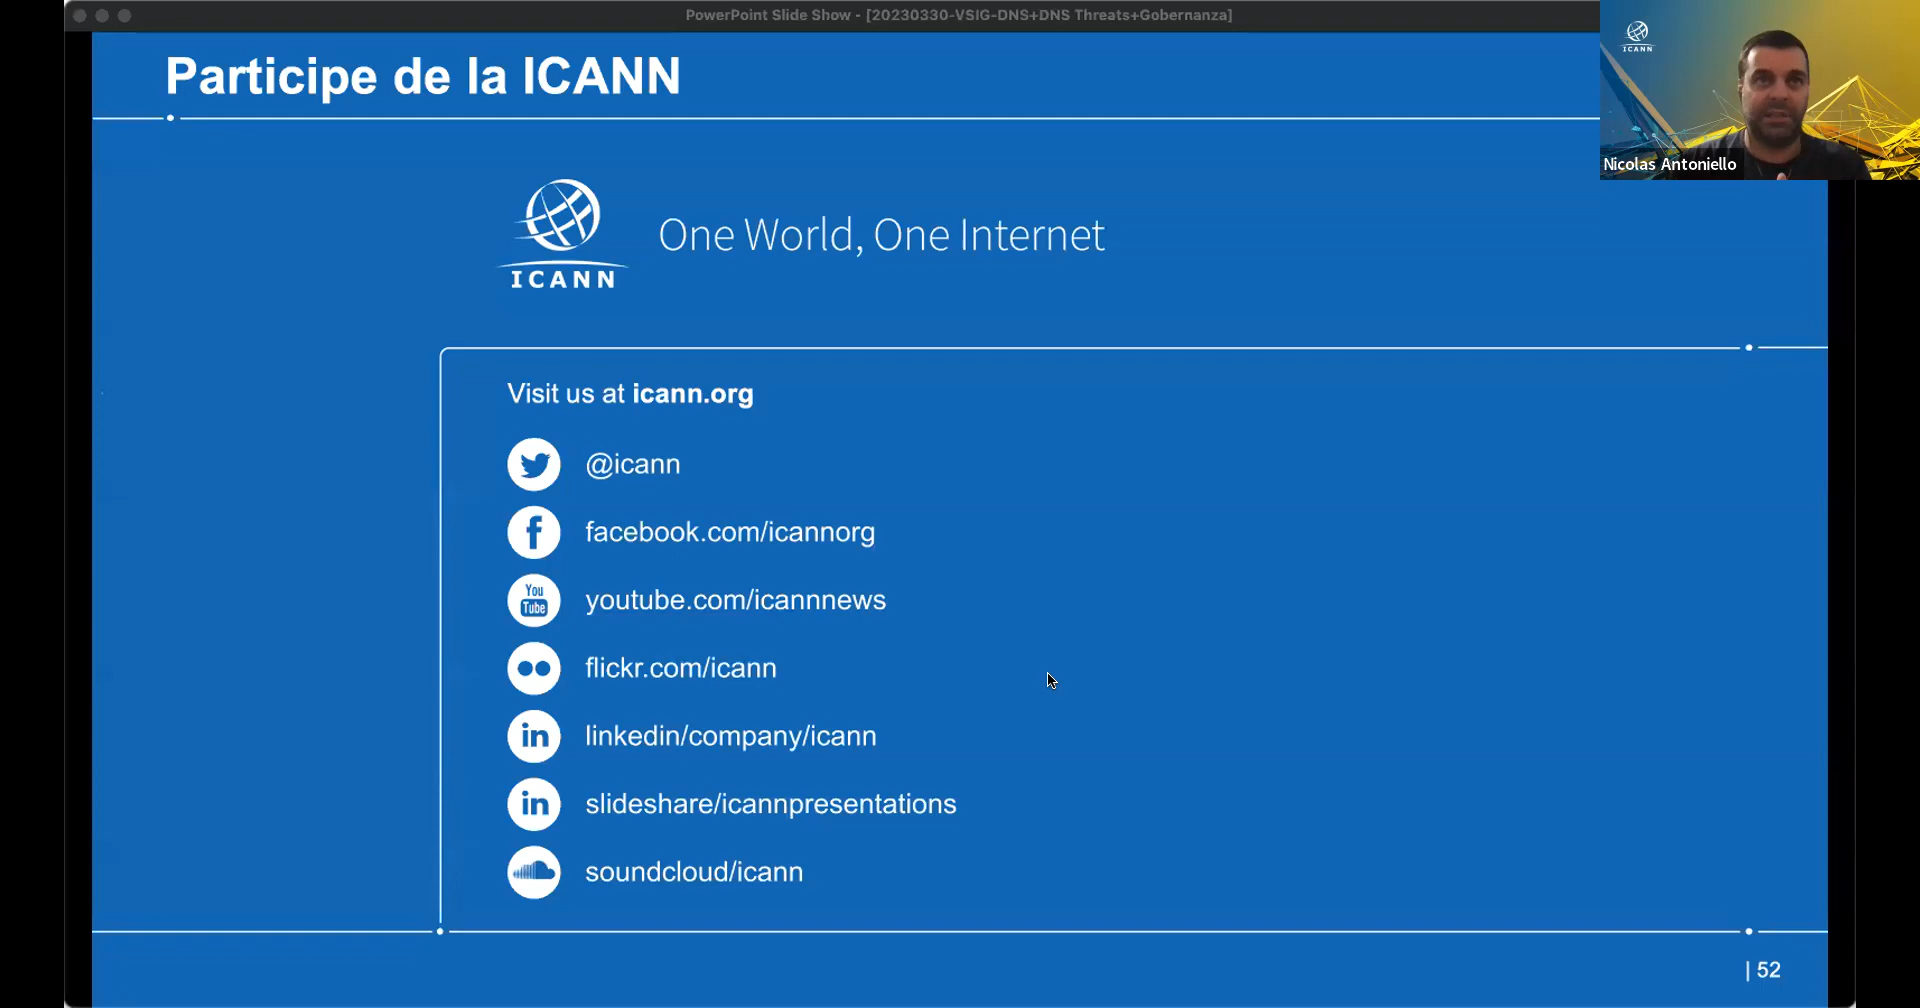 PowerPoint Slide Show - [20230330-VSIG-DNS+DNS Threats+Gobernanza]
Participe de la ICANN
ICANN
Nicolas Antoniello
ICANN
One World, One Internet
Visit us at icann.org
@icann
facebook.com/icannorg
You
Tube
youtube.com/icannnews
flickr.com/icann
in
linkedin/company/icann
in
slideshare/icannpresentations
soundcloud/icann
| 52